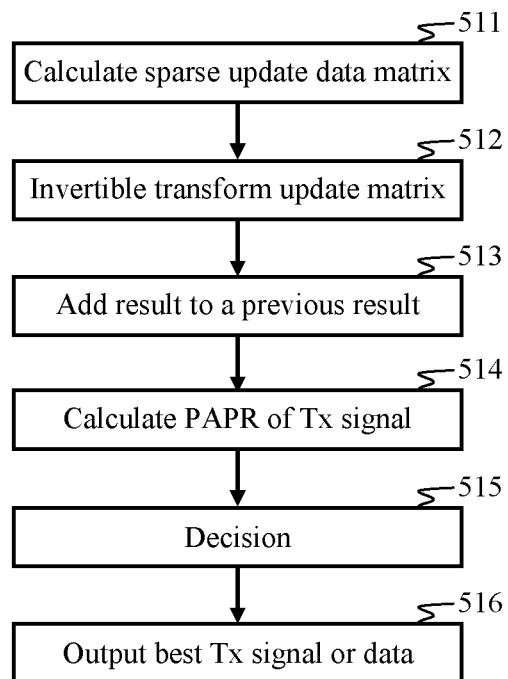 511
Calculate sparse update data matrix
512
Invertible transform update matrix
513
Add result to a previous result
514
Calculate PAPR of Tx signal
515
Decision
516
Output best Tx signal or data